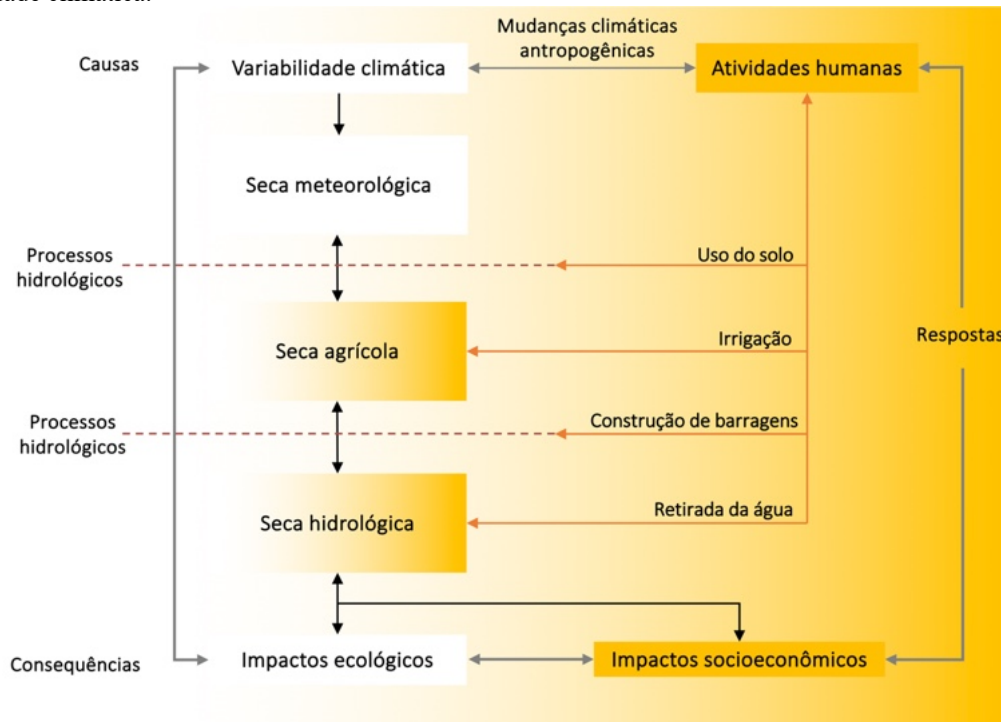 Mudanças climáticas
antropogênicas
Causas
Variabilidade climática
Atividades humanas
Seca meteorológica
Processos
hidrológicos
Uso do solo
Irrigação
Respostas
Seca agrícola
Processos
hidrológicos
Construção de barragens
Retirada da água
Seca hidrológica
Consequências
Impactos ecológicos
Impactos socioeconômicos